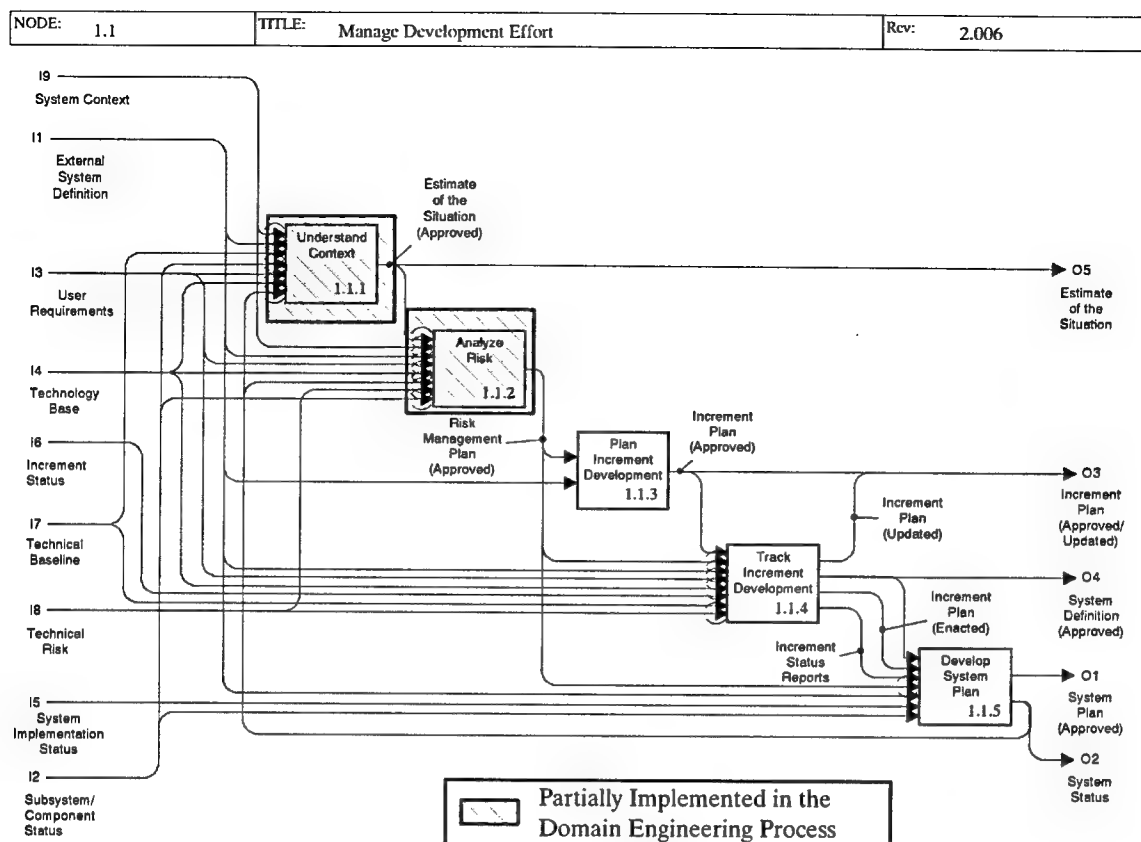 NODE: 1.1 TITLE: Manage Development Effort Rev: 2.006
I9
System Context
I1
External
System
Definition
Estimate
of the
Situation
(Approved)
Understand
Context
1.1.1
I3
User
Requirements
O5
Estimate
of the
Situation
Analyze
Risk
1.1.2
I4
Technology
Base
Risk
Management
Plan
(Approved)
Increment
Plan
(Approved)
I6
Increment
Status
Plan
Increment
Development
1.1.3
O3
Increment
Plan
(Approved/
Updated)
Increment
Plan
(Updated)
I7
Technical
Baseline
Track
Increment
Development
1.1.4
O4
System
Definition
(Approved)
Increment
Plan
(Enacted)
I8
Technical
Risk
Increment
Status
Reports
Develop
System
Plan
1.1.5
O1
System
Plan
(Approved)
I5
System
Implementation
Status
O2
System
Status
I2
Subsystem/
Component
Status
Partially Implemented in the
Domain Engineering Process